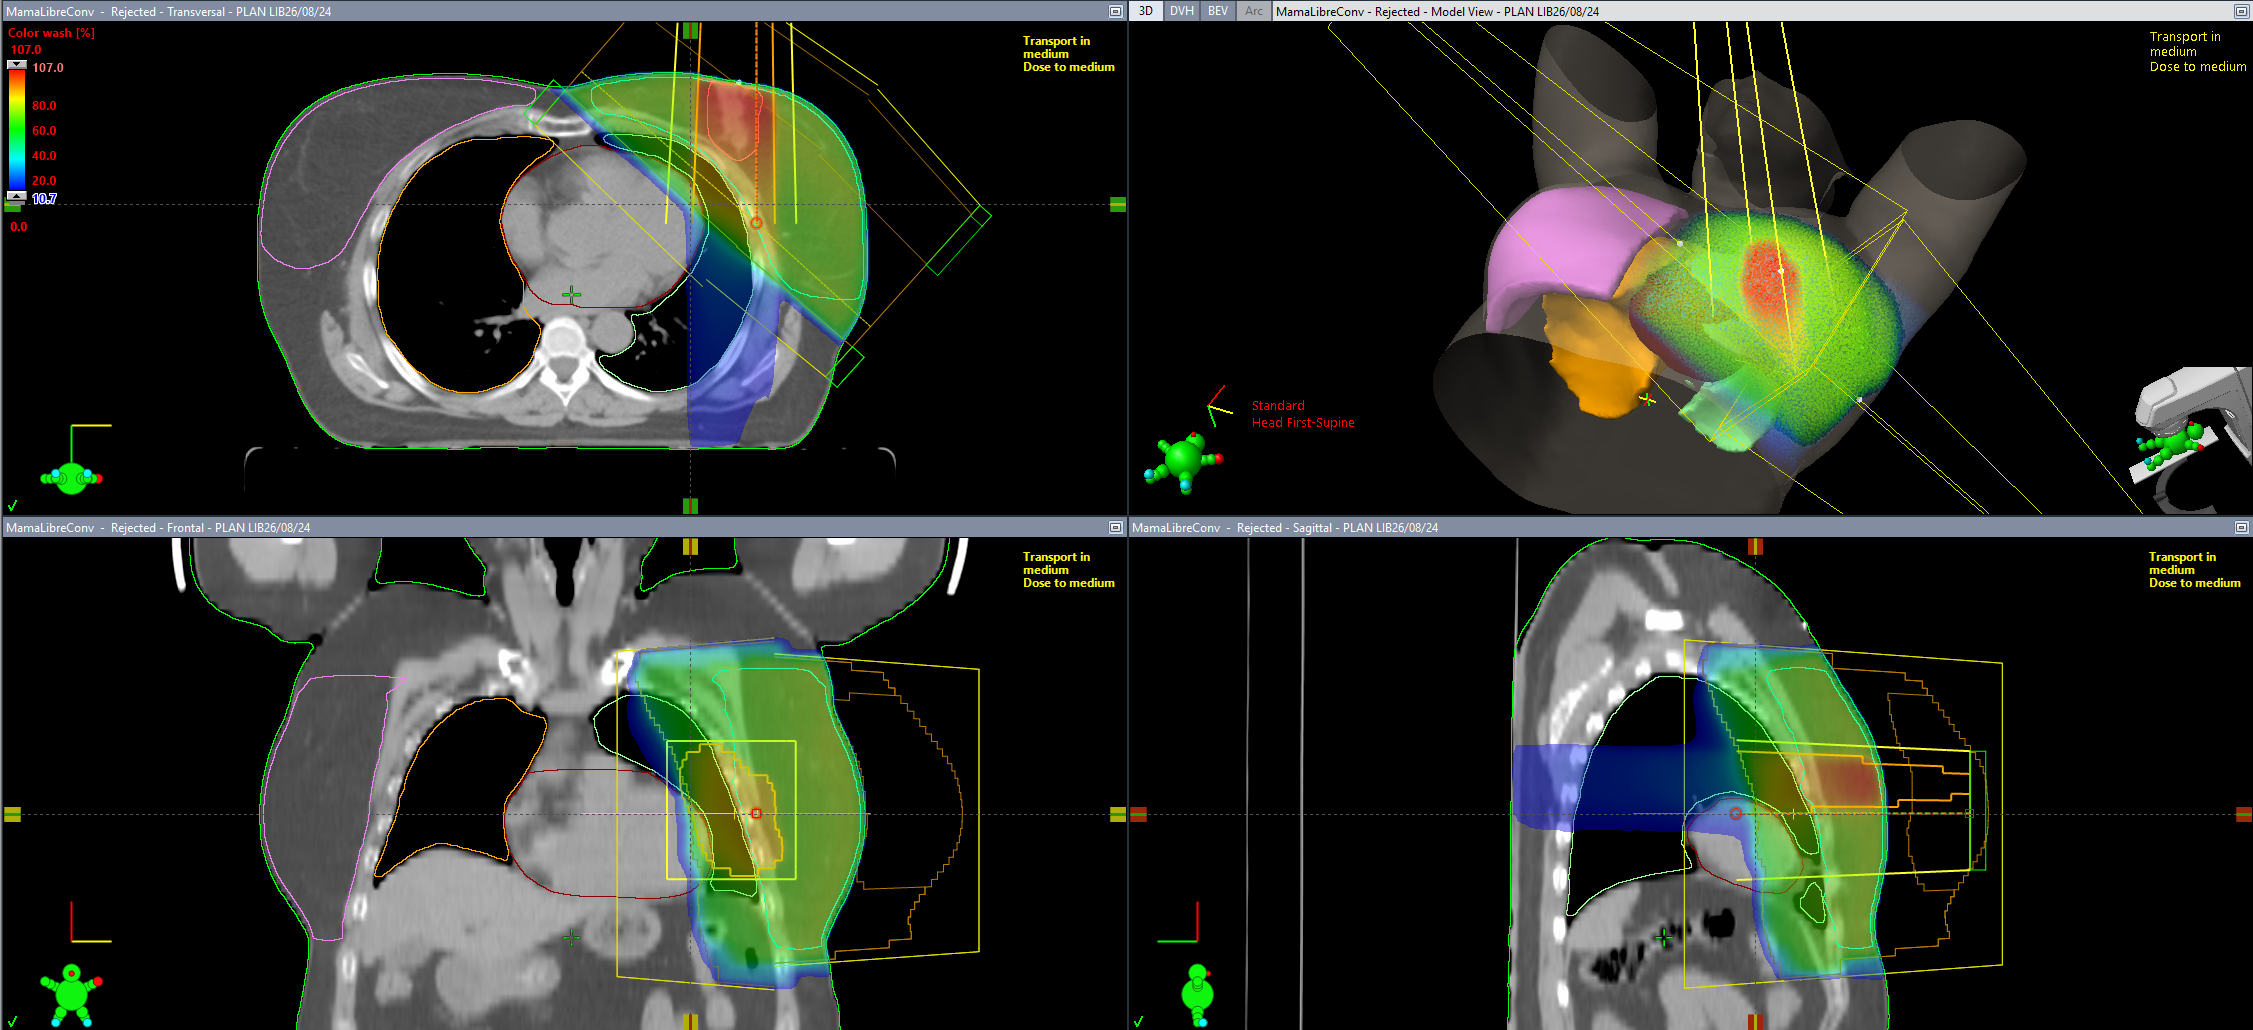 MamaLibreConv - Rejected - Transversal - PLAN LIB26/08/24
Color wash [%]
107.0
107.0
80.0
60.0
40.0
20.0
10.7
0.0
Transport in
medium
Dose to medium
3D DVH BEV Arc MamaLibreConv - Rejected - Model View - PLAN LIB26/08/24
Transport in
medium
Dose to medium
Standard
Head First-Supine
MamaLibreConv - Rejected - Frontal - PLAN LIB26/08/24
Transport in
medium
Dose to medium
MamaLibreConv - Rejected - Sagittal - PLAN LIB26/08/24
Transport in
medium
Dose to medium